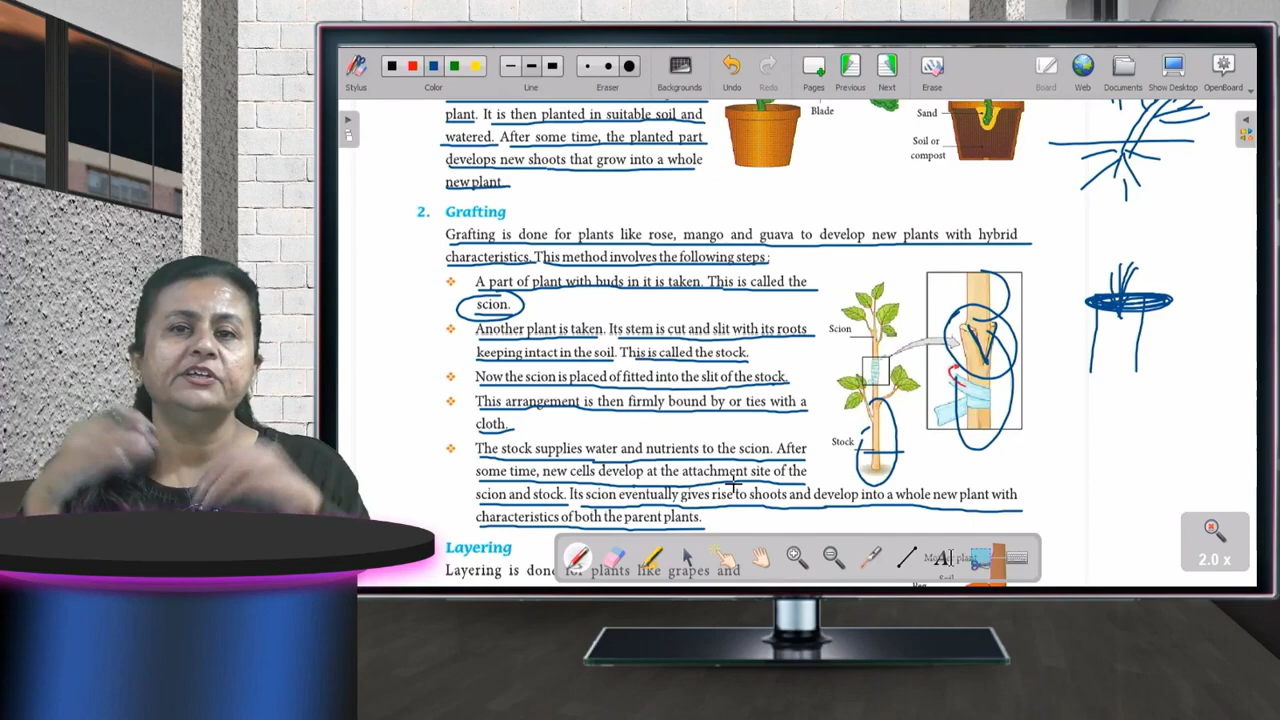 Stylus Color Line Eraser Backgrounds Undo Redo Pages Previous Next Erase Board Web Documents Show Desktop OpenBoard
plant. It is then planted in suitable soil and
watered. After some time, the planted part
develops new shoots that grow into a whole
new plant
Blade
Sand
Soil or
compost
2. Grafting
Grafting is done for plants like rose, mango and guava to develop new plants with hybrid
characteristics. This method involves the following steps :
A part of plant with buds in it is taken. This is called the
scion.
Another plant is taken. Its stem is cut and slit with its roots
keeping intact in the soil. This is called the stock.
Now the scion is placed of fitted into the slit of the stock.
This arrangement is then firmly bound by or ties with a
cloth.
The stock supplies water and nutrients to the scion. After
some time, new cells develop at the attachment site of the
scion and stock. Its scion eventually gives rise to shoots and develop into a whole new plant with
characteristics of both the parent plants.
Scion
Stock
Layering
Layering is done for plants like grapes and
plant
2.0 x